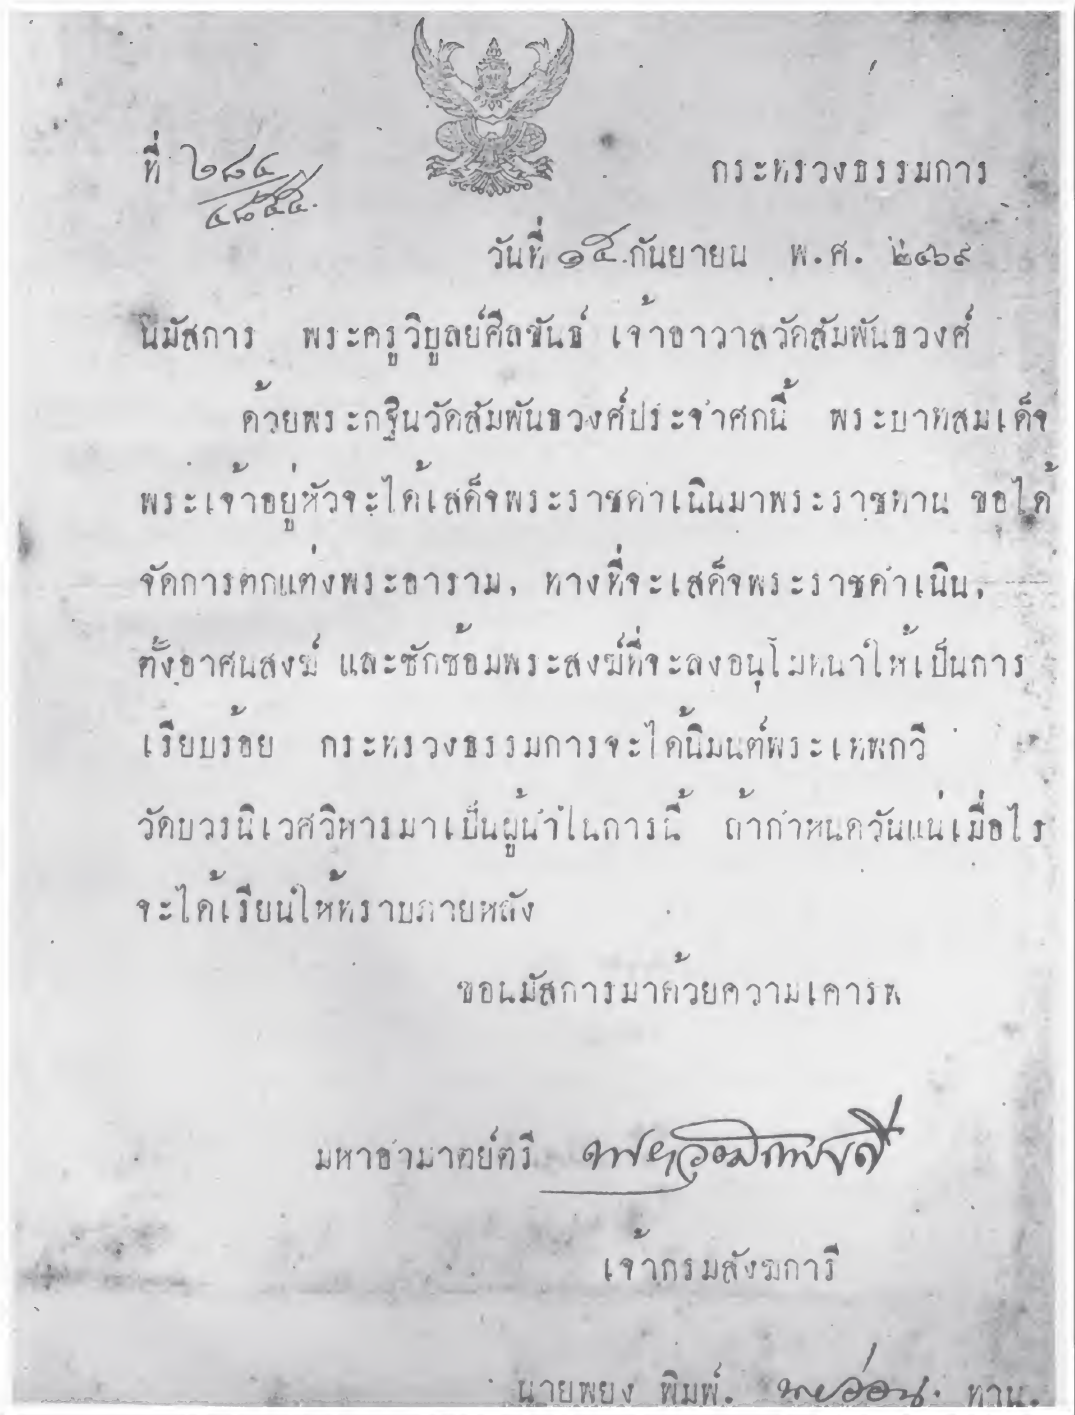 ที่ ๒๘๔/๔๘๕๔.
กระทรวงธรรมการ
วันที่ ๑๕ กันยายน พ.ศ. ๒๔๖๙
นมัสการ พระครูวิบูลย์ศีลขันธ์ เจ้าอาวาสวัดสัมพันธวงศ์
ด้วยพระกฐินวัดสัมพันธวงศ์ประจำศกนี้ พระบาทสมเด็จ
พระเจ้าอยู่หัวจะได้เสด็จพระราชดำเนินมาพระราชทาน ขอได้
จัดการตกแต่งพระอาราม, ทางที่จะเสด็จพระราชดำเนิน,
ตั้งอาศนสงฆ์ และซักซ้อมพระสงฆ์ที่จะลงอนุโมทนาให้เป็นการ
เรียบร้อย กระทรวงธรรมการจะได้นิมนต์พระเทพกวี
วัดบวรนิเวศวิหารมาเป็นผู้นำในการนี้ ถ้ากำหนดวันแน่เมื่อไร
จะได้เรียนให้ทราบภายหลัง
ขอนมัสการมาด้วยความเคารพ
มหาอำมาตย์ตรี
เจ้ากรมสังฆการี
นายพยง พิมพ์. ทาน.